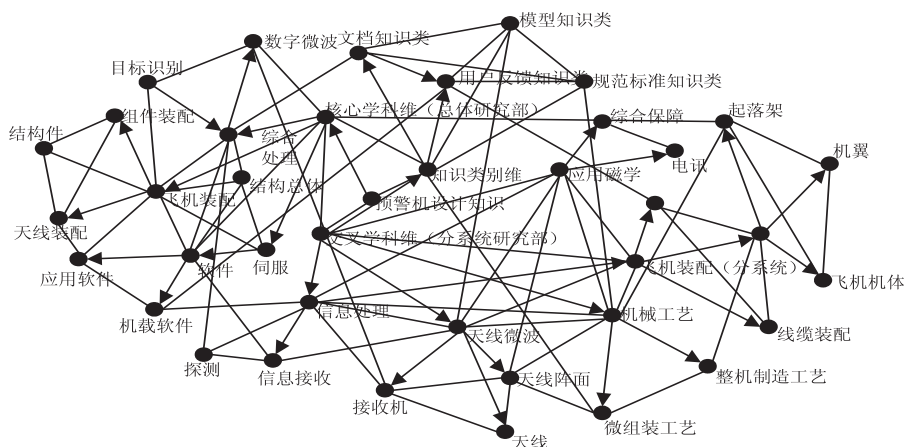 模型知识类
数字微波
文档知识类
目标识别
用户反馈知识类
规范标准知识类
组件装配
核心学科维（总体研究部）
综合保障
起落架
结构件
综合
处理
电讯
机翼
知识类别维
应用磁学
结构总体
飞机装配
预警机设计知识
天线装配
交叉学科维（分系统研究部）
应用软件
软件
伺服
飞机装配（分系统）
飞机机体
机载软件
信息处理
机械工艺
天线微波
线缆装配
探测
信息接收
天线阵面
整机制造工艺
接收机
微组装工艺
天线